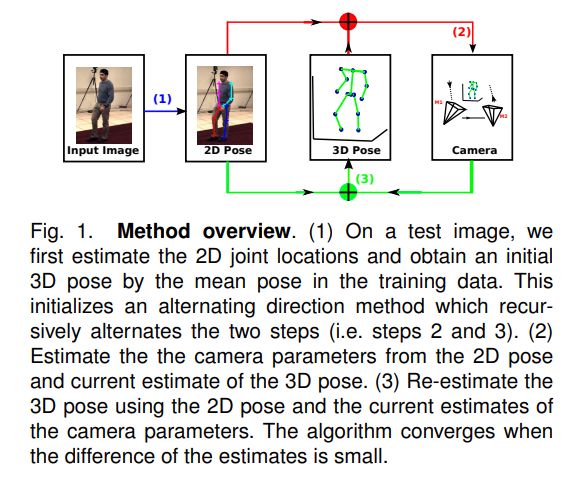 (2)
(1)
M1
M2
Input Image
2D Pose
3D Pose
Camera
(3)
Fig. 1. Method overview. (1) On a test image, we
first estimate the 2D joint locations and obtain an initial
3D pose by the mean pose in the training data. This
initializes an alternating direction method which recur-
sively alternates the two steps (i.e. steps 2 and 3). (2)
Estimate the the camera parameters from the 2D pose
and current estimate of the 3D pose. (3) Re-estimate the
3D pose using the 2D pose and the current estimates of
the camera parameters. The algorithm converges when
the difference of the estimates is small.